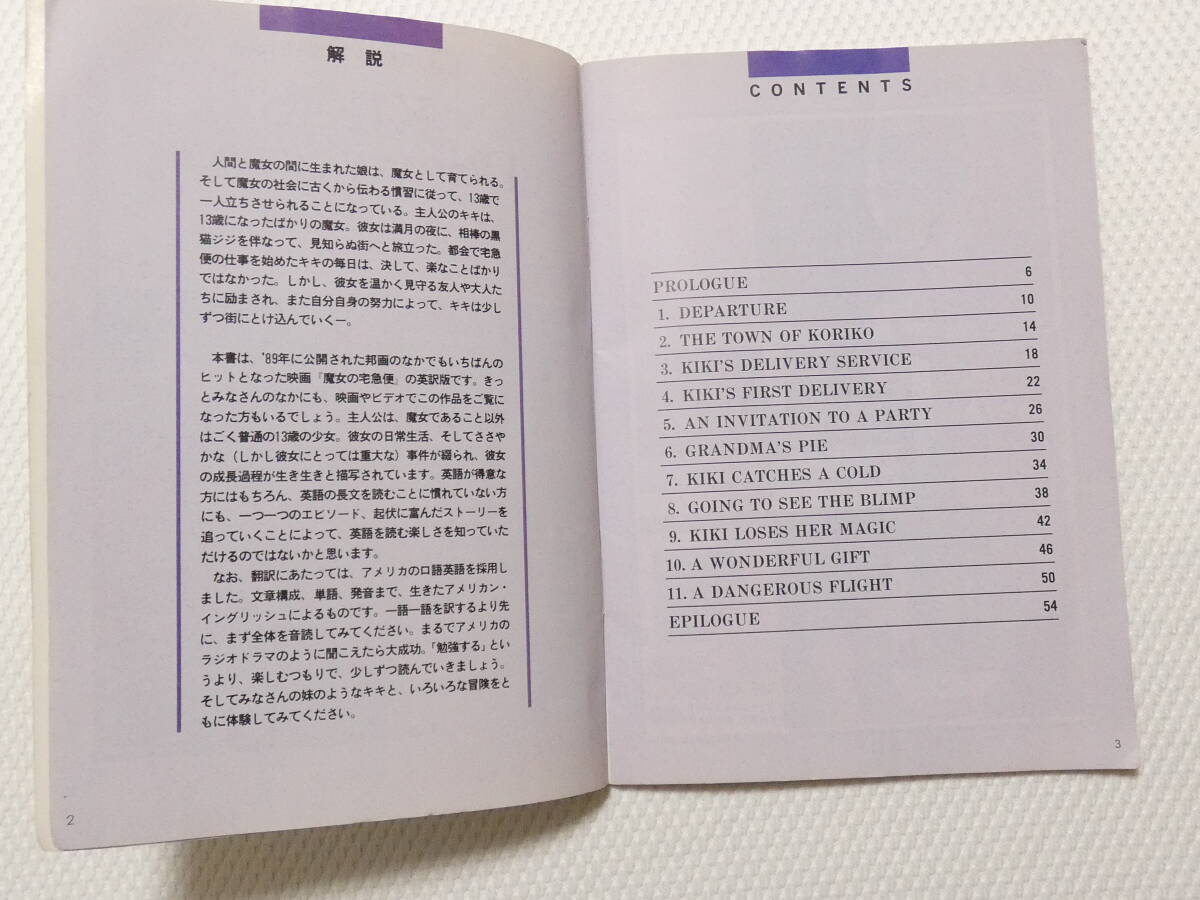 解説
人間と魔女の間に生まれた娘は、魔女として育てられる。
そして魔女の社会に古くから伝わる慣習に従って、13歳で
一人立ちさせられることになっている。主人公のキキは、
13歳になったばかりの魔女。彼女は満月の夜に、相棒の黒
猫ジジを伴なって、見知らぬ街へと旅立った。都会で宅急
便の仕事を始めたキキの毎日は、決して、楽なことばかり
ではなかった。しかし、彼女を温かく見守る友人や大人た
ちに励まされ、また自分自身の努力によって、キキは少し
ずつ街にとけ込んでいくー。
本書は、'89年に公開された邦画のなかでもいちばんの
ヒットとなった映画『魔女の宅急便』の英訳版です。きっ
とみなさんのなかにも、映画やビデオでこの作品をご覧に
なった方もいるでしょう。主人公は、魔女であること以外
はごく普通の13歳の少女。彼女の日常生活、そしてささや
かな（しかし彼女にとっては重大な）事件が綴られ、彼女
の成長過程が生き生きと描写されています。英語が得意な
方にはもちろん、英語の長文を読むことに慣れていない方
にも、一つ一つのエピソード、起伏に富んだストーリーを
追っていくことによって、英語を読む楽しさを知っていた
だけるのではないかと思います。
なお、翻訳にあたっては、アメリカの口語英語を採用し
ました。文章構成、単語、発音まで、生きたアメリカン・
イングリッシュによるものです。一語一語を訳するより先
に、まず全体を音読してみてください。まるでアメリカの
ラジオドラマのように聞こえたら大成功。「勉強する」とい
うより、楽しむつもりで、少しずつ読んでいきましょう。
そしてみなさんの妹のようなキキと、いろいろな冒険をと
もに体験してみてください。
2
CONTENTS
PROLOGUE 6
1. DEPARTURE 10
2. THE TOWN OF KORIKO 14
3. KIKI'S DELIVERY SERVICE 18
4. KIKI'S FIRST DELIVERY 22
5. AN INVITATION TO A PARTY 26
6. GRANDMA'S PIE 30
7. KIKI CATCHES A COLD 34
8. GOING TO SEE THE BLIMP 38
9. KIKI LOSES HER MAGIC 42
10. A WONDERFUL GIFT 46
11. A DANGEROUS FLIGHT 50
EPILOGUE 54
3